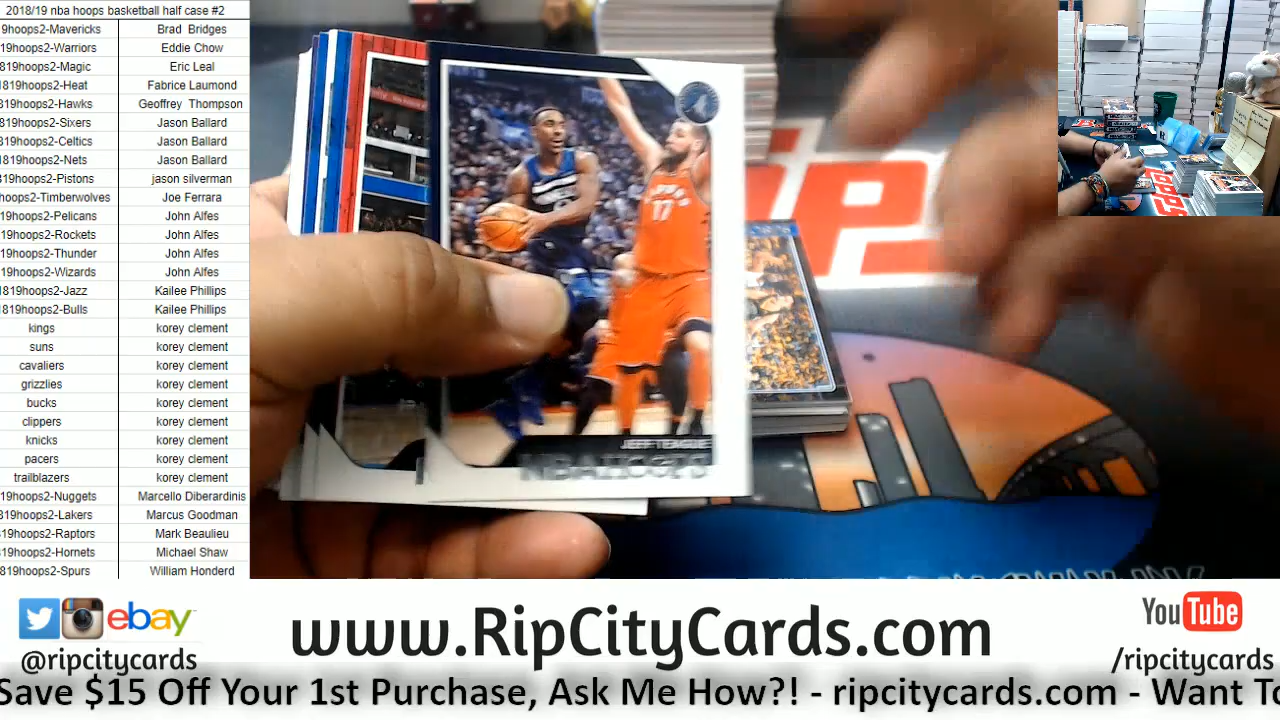 2018/19 nba hoops basketball half case #2
9hoops2-Mavericks Brad Bridges
19hoops2-Warriors Eddie Chow
819hoops2-Magic Eric Leal
1819hoops2-Heat Fabrice Laumond
819hoops2-Hawks Geoffrey Thompson
819hoops2-Sixers Jason Ballard
819hoops2-Celtics Jason Ballard
1819hoops2-Nets Jason Ballard
819hoops2-Pistons jason silverman
hoops2-Timberwolves Joe Ferrara
19hoops2-Pelicans John Alfes
19hoops2-Rockets John Alfes
19hoops2-Thunder John Alfes
19hoops2-Wizards John Alfes
1819hoops2-Jazz Kailee Phillips
1819hoops2-Bulls Kailee Phillips
kings korey clement
suns korey clement
cavaliers korey clement
grizzlies korey clement
bucks korey clement
clippers korey clement
knicks korey clement
pacers korey clement
trailblazers korey clement
19hoops2-Nuggets Marcello Diberardinis
819hoops2-Lakers Marcus Goodman
19hoops2-Raptors Mark Beaulieu
819hoops2-Hornets Michael Shaw
819hoops2-Spurs William Honderd
17
JEFF TEAGUE
NBA HOOPS
ebay
@ripcitycards
www.RipCityCards.com
YouTube
/ripcitycards
Save $15 Off Your 1st Purchase, Ask Me How?! - ripcitycards.com - Want To